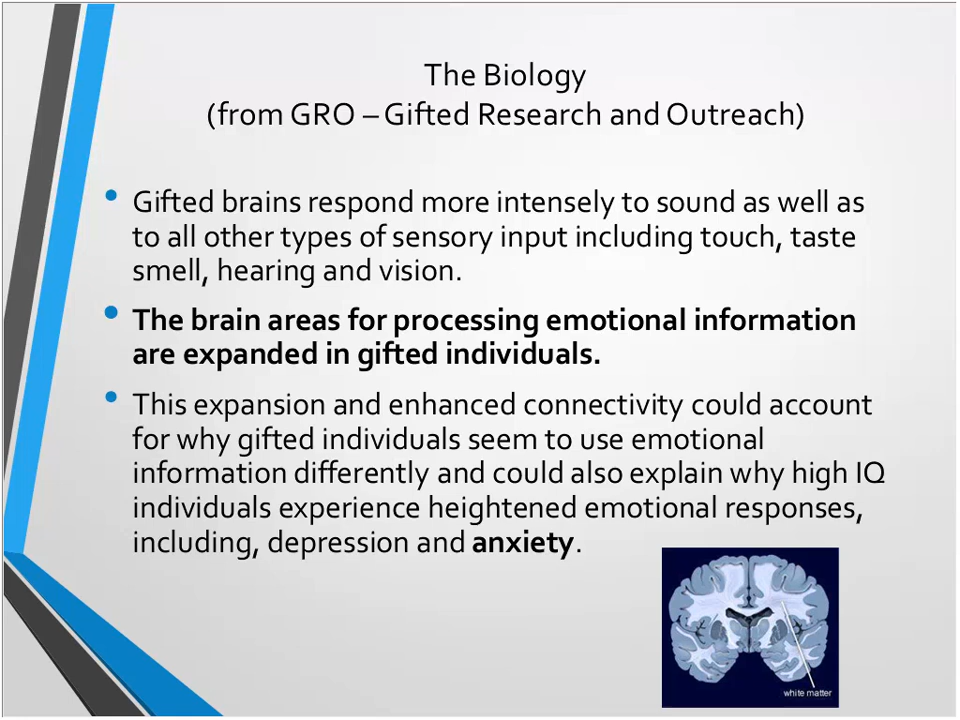 The Biology
(from GRO – Gifted Research and Outreach)
• Gifted brains respond more intensely to sound as well as
to all other types of sensory input including touch, taste
smell, hearing and vision.
• The brain areas for processing emotional information
are expanded in gifted individuals.
• This expansion and enhanced connectivity could account
for why gifted individuals seem to use emotional
information differently and could also explain why high IQ
individuals experience heightened emotional responses,
including, depression and anxiety.
white matter